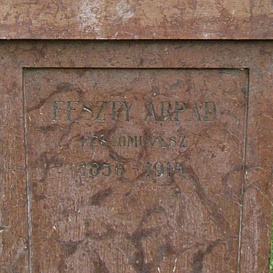 FESZTY ÁRPÁD
FESTŐMŰVÉSZ
1856 - 1914